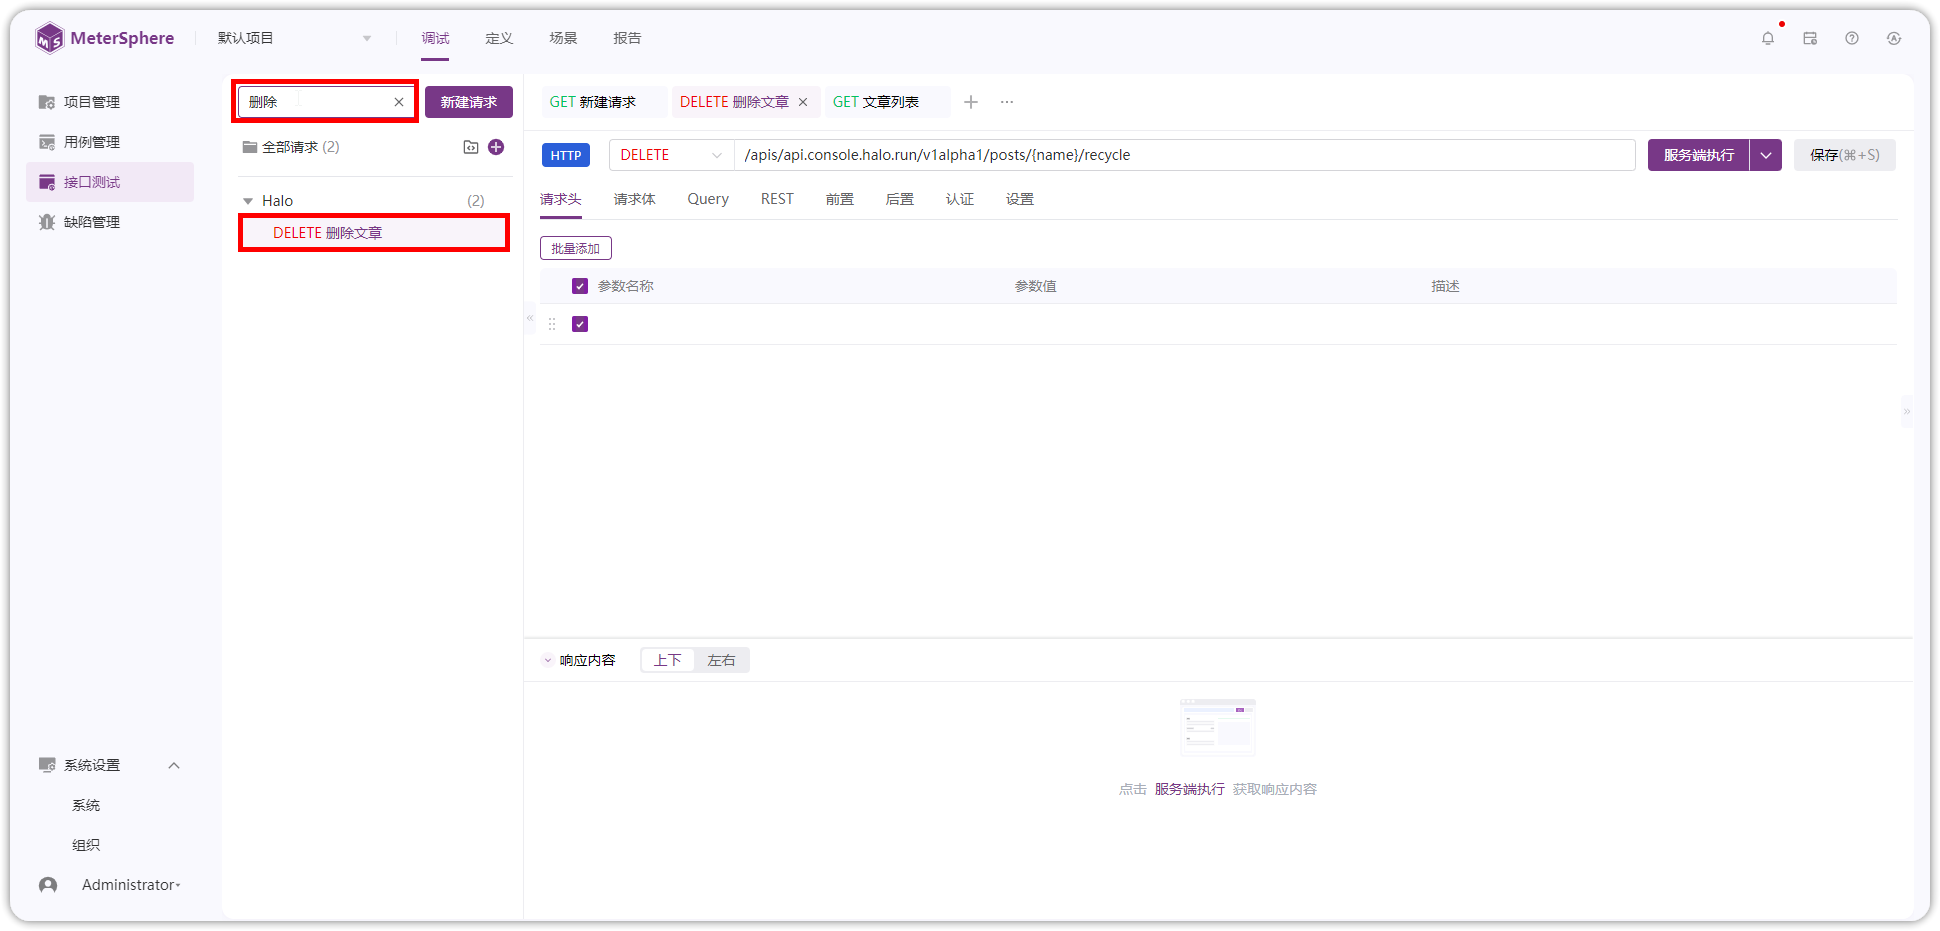 MeterSphere
默认项目
调试
定义
场景
报告
项目管理
用例管理
接口测试
缺陷管理
系统设置
系统
组织
Administrator
删除
新建请求
全部请求 (2)
Halo (2)
DELETE 删除文章
GET 新建请求
DELETE 删除文章
GET 文章列表
HTTP
DELETE
/apis/api.console.halo.run/v1alpha1/posts/{name}/recycle
服务端执行
保存(⌘+S)
请求头
请求体
Query
REST
前置
后置
认证
设置
批量添加
参数名称
参数值
描述
响应内容
上下
左右
点击 服务端执行 获取响应内容